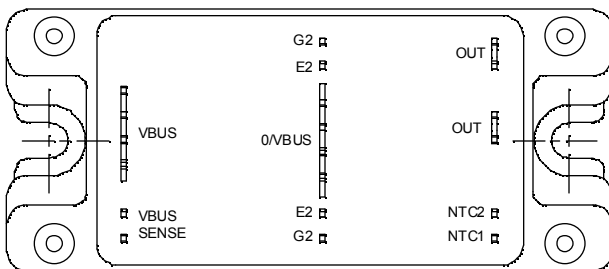 G2
E2
OUT
VBUS
0/VBUS
OUT
VBUS
SENSE
E2
G2
NTC2
NTC1